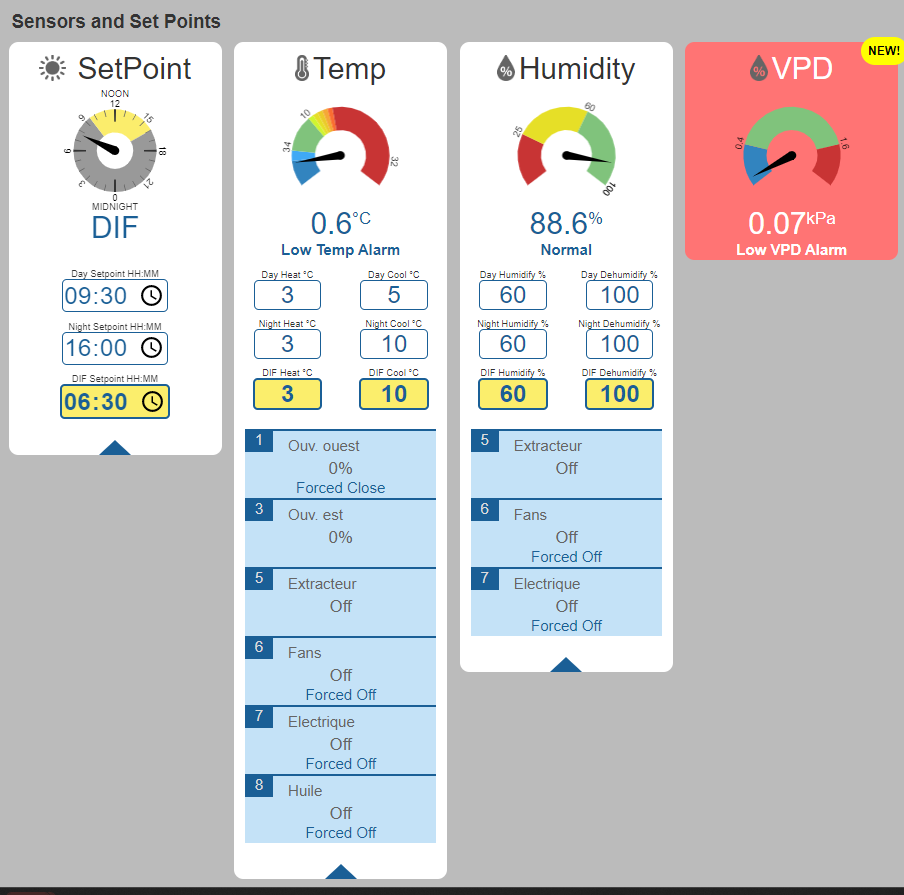 Sensors and Set Points
SetPoint
NOON
12
9
15
6
18
3
21
0
MIDNIGHT
DIF
Day Setpoint HH:MM
09:30
Night Setpoint HH:MM
16:00
DIF Setpoint HH:MM
06:30
Temp
10
34
32
0.6°C
Low Temp Alarm
Day Heat °C
Day Cool °C
3
5
Night Heat °C
Night Cool °C
3
10
DIF Heat °C
DIF Cool °C
3
10
1
Ouv. ouest
0%
Forced Close
3
Ouv. est
0%
5
Extracteur
Off
6
Fans
Off
Forced Off
7
Electrique
Off
Forced Off
8
Huile
Off
Forced Off
%
Humidity
60
25
100
88.6%
Normal
Day Humidify %
Day Dehumidify %
60
100
Night Humidify %
Night Dehumidify %
60
100
DIF Humidify %
DIF Dehumidify %
60
100
5
Extracteur
Off
6
Fans
Off
Forced Off
7
Electrique
Off
Forced Off
NEW!
%
VPD
0.4
1.6
0.07kPa
Low VPD Alarm